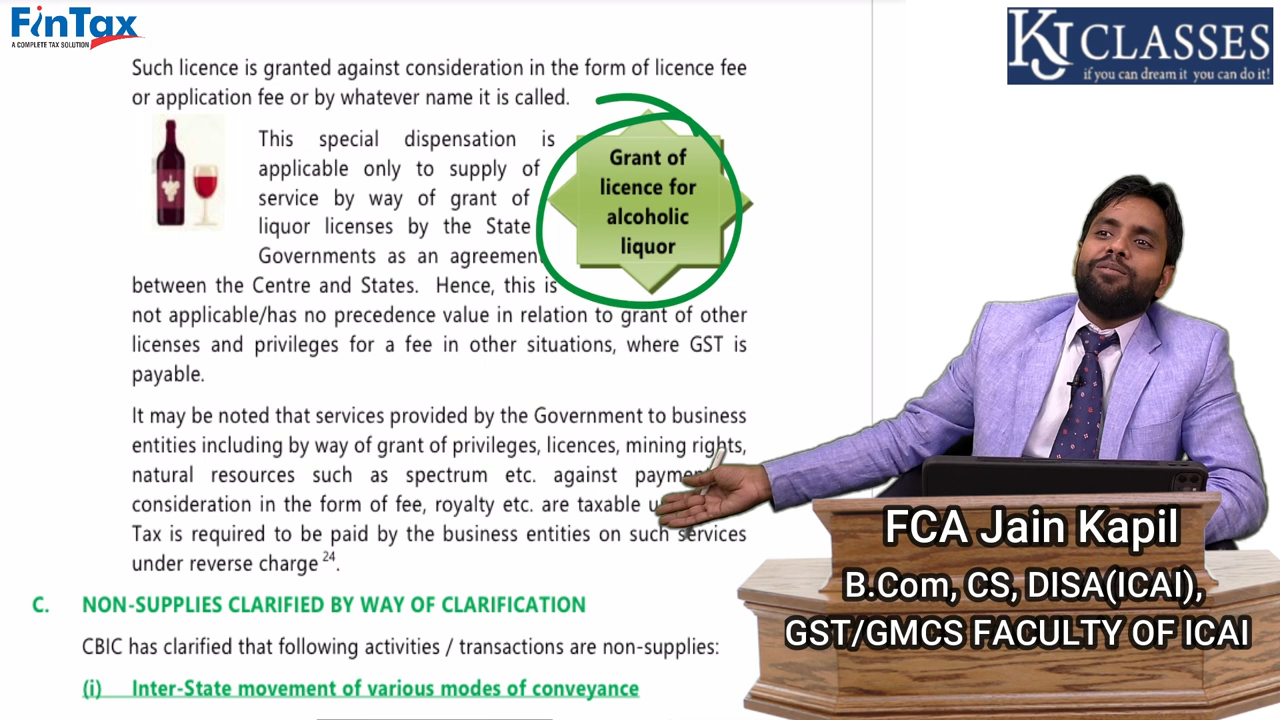 FinTax
A COMPLETE TAX SOLUTION
KJ CLASSES
if you can dream it you can do it!
Such licence is granted against consideration in the form of licence fee
or application fee or by whatever name it is called.
This special dispensation is
applicable only to supply of
service by way of grant of
liquor licenses by the State
Governments as an agreement
between the Centre and States. Hence, this is
not applicable/has no precedence value in relation to grant of other
licenses and privileges for a fee in other situations, where GST is
payable.
Grant of
licence for
alcoholic
liquor
It may be noted that services provided by the Government to business
entities including by way of grant of privileges, licences, mining rights,
natural resources such as spectrum etc. against
consideration in the form of fee, royalty etc. are taxable
Tax is required to be paid by the business entities on such services
under reverse charge 24.
C. NON-SUPPLIES CLARIFIED BY WAY OF CLARIFICATION
CBIC has clarified that following activities / transactions are non-supplies:
(i) Inter-State movement of various modes of conveyance
FCA Jain Kapil
B.Com, CS, DISA(ICAI),
GST/GMCS FACULTY OF ICAI